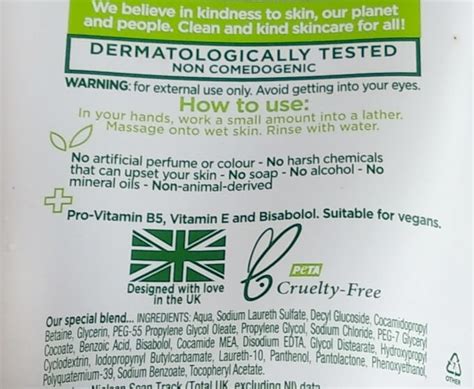 We believe in kindness to skin, our planet
and people. Clean and kind skincare for all!
DERMATOLOGICALLY TESTED
NON COMEDOGENIC
WARNING: for external use only. Avoid getting into your eyes.
How to use:
In your hands, work a small amount into a lather.
Massage onto wet skin. Rinse with water.
No artificial perfume or colour - No harsh chemicals
that can upset your skin - No soap - No alcohol - No
mineral oils - Non-animal-derived
Pro-Vitamin B5, Vitamin E and Bisabolol. Suitable for vegans.
Designed with love
in the UK
PeTA
Cruelty-Free
Our special blend... INGREDIENTS: Aqua, Sodium Laureth Sulfate, Decyl Glucoside, Cocamidopropyl
Betaine, Glycerin, PEG-55 Propylene Glycol Oleate, Propylene Glycol, Sodium Chloride, PEG-7 Glyceryl
Cocoate, Benzoic Acid, Bisabolol, Cocamide MEA, Disodium EDTA, Glycol Distearate, Hydroxypropyl
Cyclodextrin, Iodopropynyl Butylcarbamate, Laureth-10, Panthenol, Pantolactone, Phenoxyethanol,
Polyquaternium-39, Sodium Benzoate, Tocopheryl Acetate.
Scan Track (Total UK, excluding NI) data